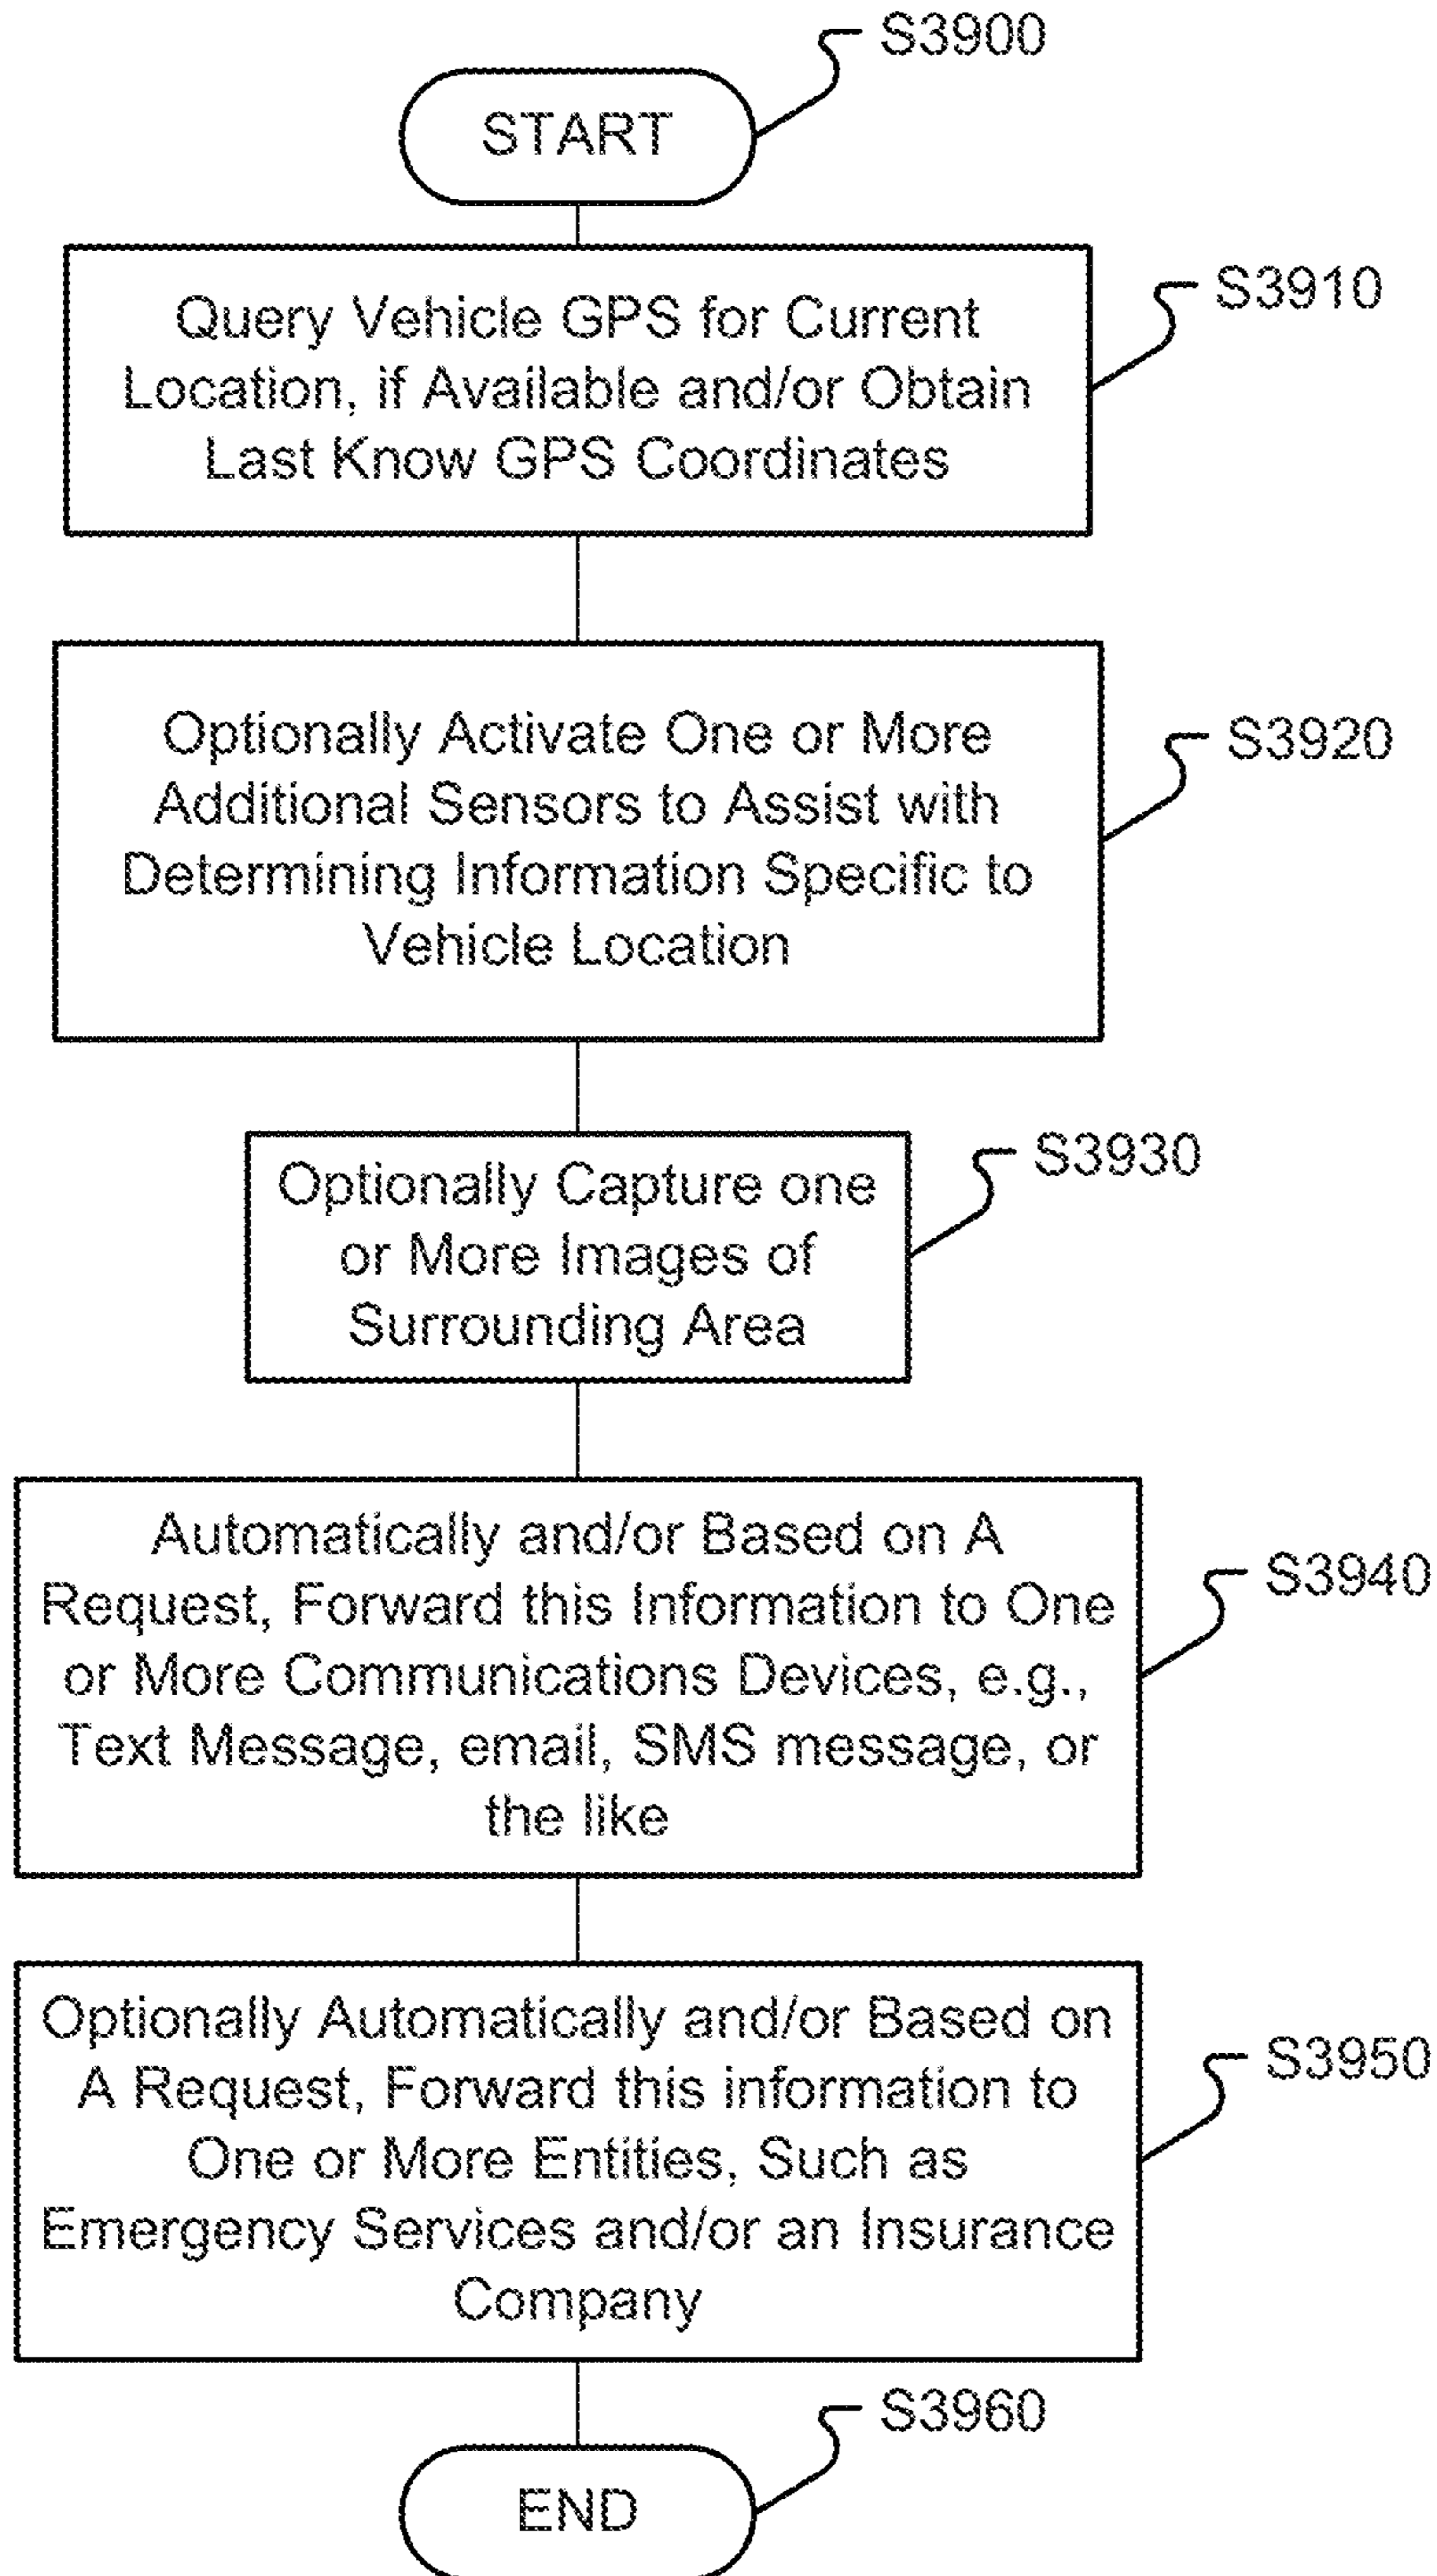 S3900
START
S3910
Query Vehicle GPS for Current
Location, if Available and/or Obtain
Last Know GPS Coordinates
S3920
Optionally Activate One or More
Additional Sensors to Assist with
Determining Information Specific to
Vehicle Location
S3930
Optionally Capture one
or More Images of
Surrounding Area
S3940
Automatically and/or Based on A
Request, Forward this Information to One
or More Communications Devices, e.g.,
Text Message, email, SMS message, or
the like
S3950
Optionally Automatically and/or Based on
A Request, Forward this information to
One or More Entities, Such as
Emergency Services and/or an Insurance
Company
S3960
END